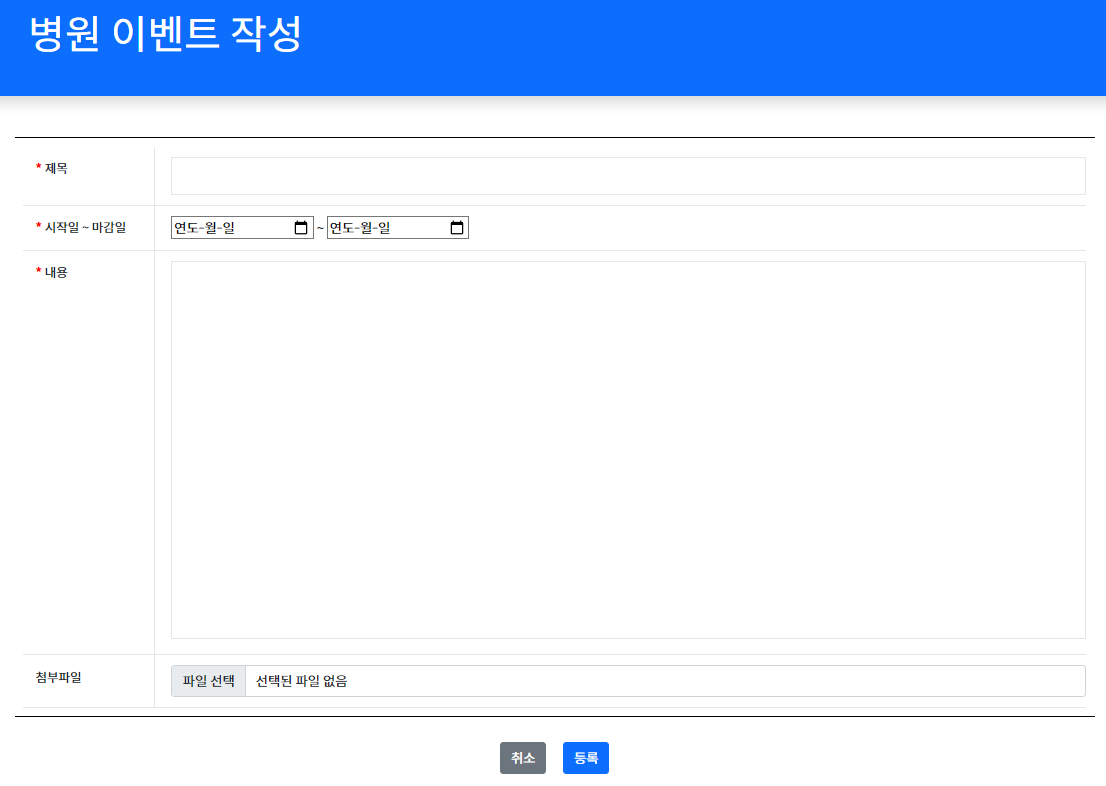 병원 이벤트 작성
* 제목
* 시작일 ~ 마감일 연도-월-일 ~ 연도-월-일
* 내용
첨부파일 파일 선택 선택된 파일 없음
취소 등록